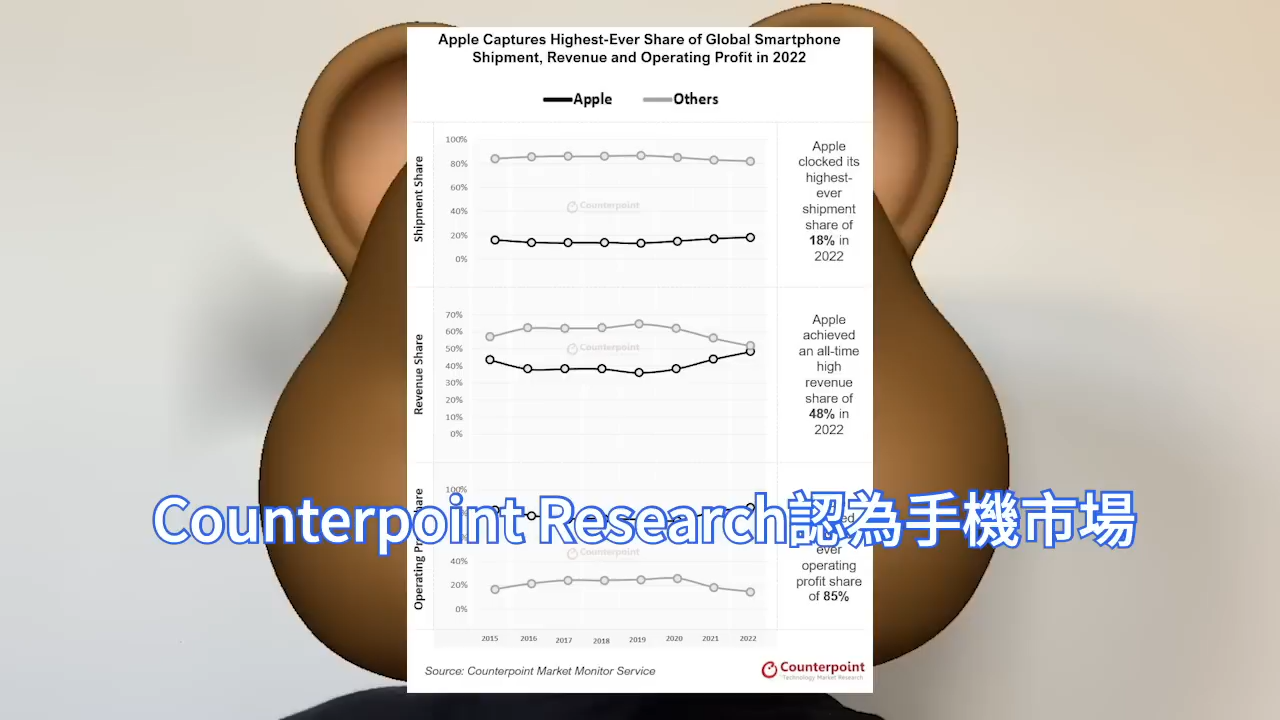 Apple Captures Highest-Ever Share of Global Smartphone
Shipment, Revenue and Operating Profit in 2022
Apple
Others
Shipment Share
100%
80%
60%
40%
20%
0%
Counterpoint
Apple
clocked its
highest-
ever
shipment
share of
18% in
2022
Revenue Share
70%
60%
50%
40%
30%
20%
10%
0%
Counterpoint
Apple
achieved
an all-time
high
revenue
share of
48% in
2022
100%
40%
20%
0%
Counterpoint
Counterpoint Research認為手機市場
ever
operating
profit share
of 85%
2015
2016
2017
2018
2019
2020
2021
2022
Source: Counterpoint Market Monitor Service
Counterpoint
Technology Market Research